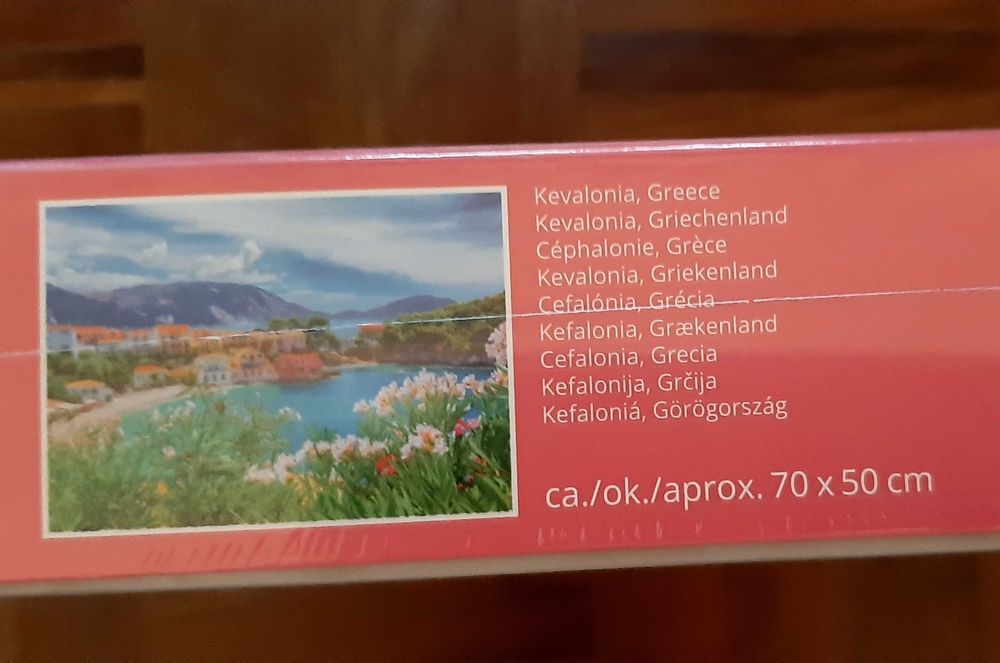 Kevalonia, Greece
Kevalonia, Griechenland
Céphalonie, Grèce
Kevalonia, Griekenland
Cefalónia, Grécia
Kefalonia, Grækenland
Cefalonia, Grecia
Kefalonija, Grčija
Kefaloniá, Görögország
ca./ok./aprox. 70 x 50 cm